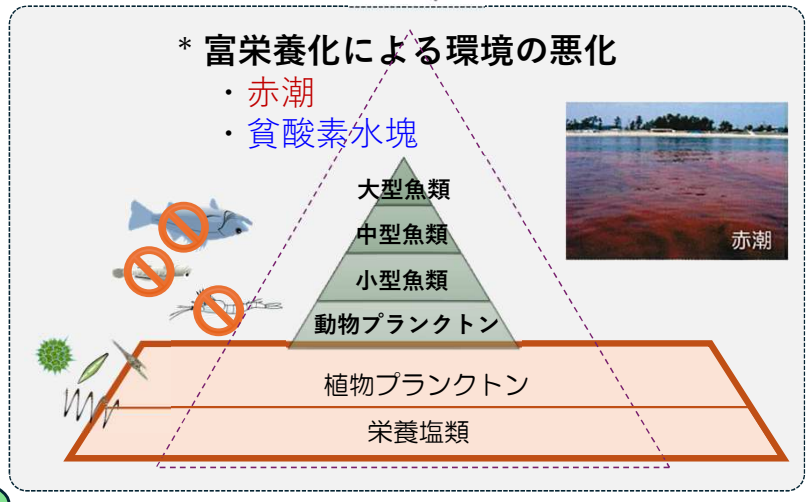 * 富栄養化による環境の悪化
・赤潮
・貧酸素水塊
大型魚類
中型魚類
小型魚類
動物プランクトン
植物プランクトン
栄養塩類
赤潮